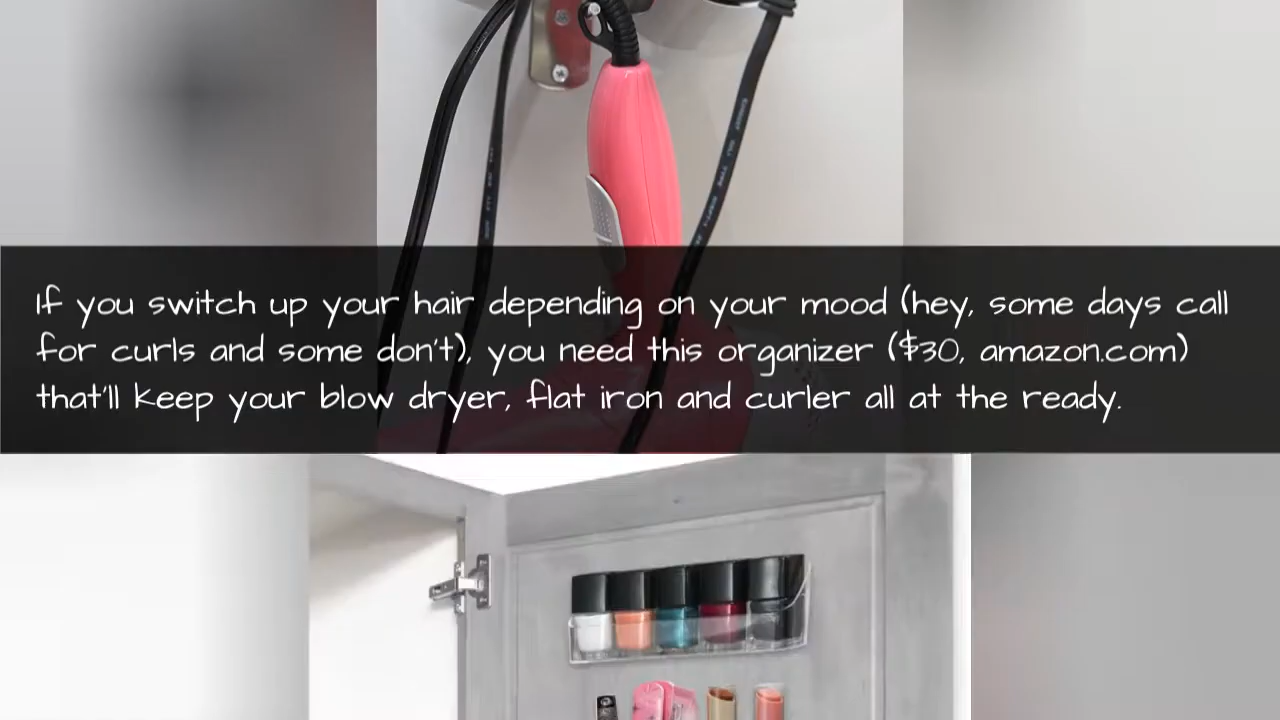 If you switch up your hair depending on your mood (hey, some days call
for curls and some don't), you need this organizer ($30, amazon.com)
that'll keep your blow dryer, flat iron and curler all at the ready.